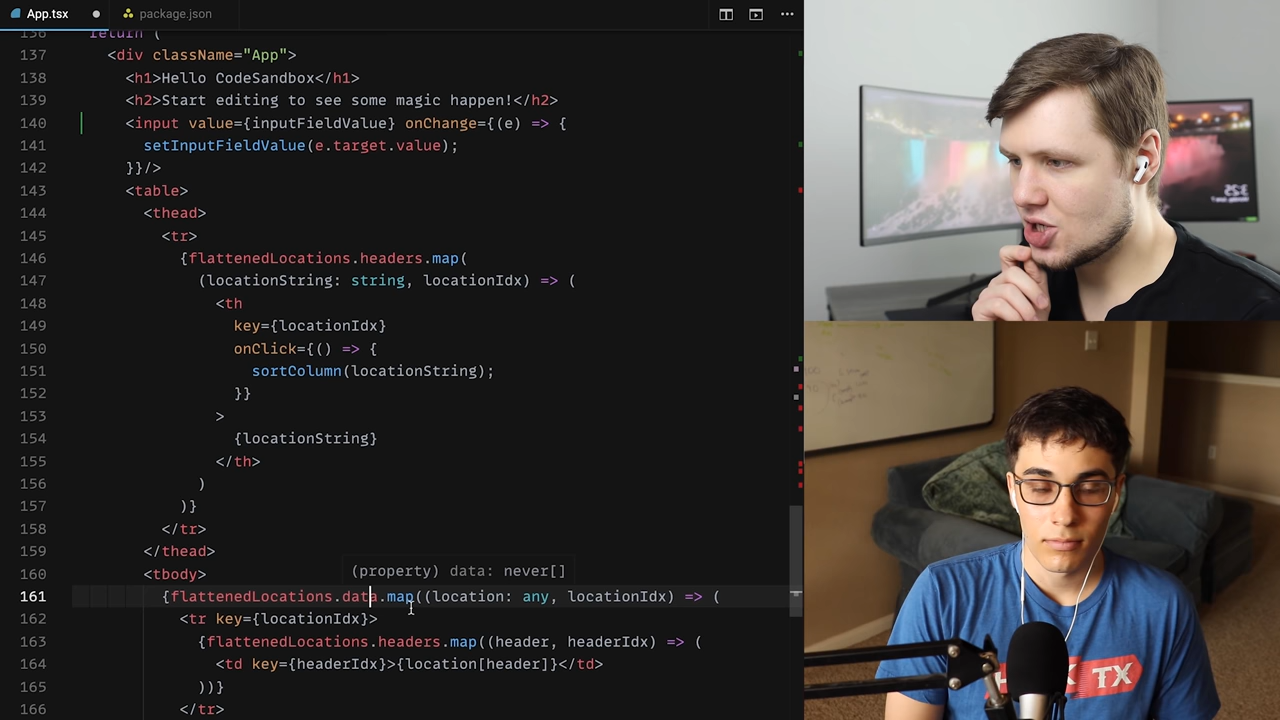 App.tsx
package.json
136 return (
137 <div className="App">
138 <h1>Hello CodeSandbox</h1>
139 <h2>Start editing to see some magic happen!</h2>
140 <input value={inputFieldValue} onChange={(e) => {
141 setInputFieldValue(e.target.value);
142 }}/>
143 <table>
144 <thead>
145 <tr>
146 {flattenedLocations.headers.map(
147 (locationString: string, locationIdx) => (
148 <th
149 key={locationIdx}
150 onClick={() => {
151 sortColumn(locationString);
152 }}
153 >
154 {locationString}
155 </th>
156 )
157 )}
158 </tr>
159 </thead>
160 <tbody>
(property) data: never[]
161 {flattenedLocations.data.map((location: any, locationIdx) => (
162 <tr key={locationIdx}>
163 {flattenedLocations.headers.map((header, headerIdx) => (
164 <td key={headerIdx}>{location[header]}</td>
165 ))}
166 </tr>
3:25
TX